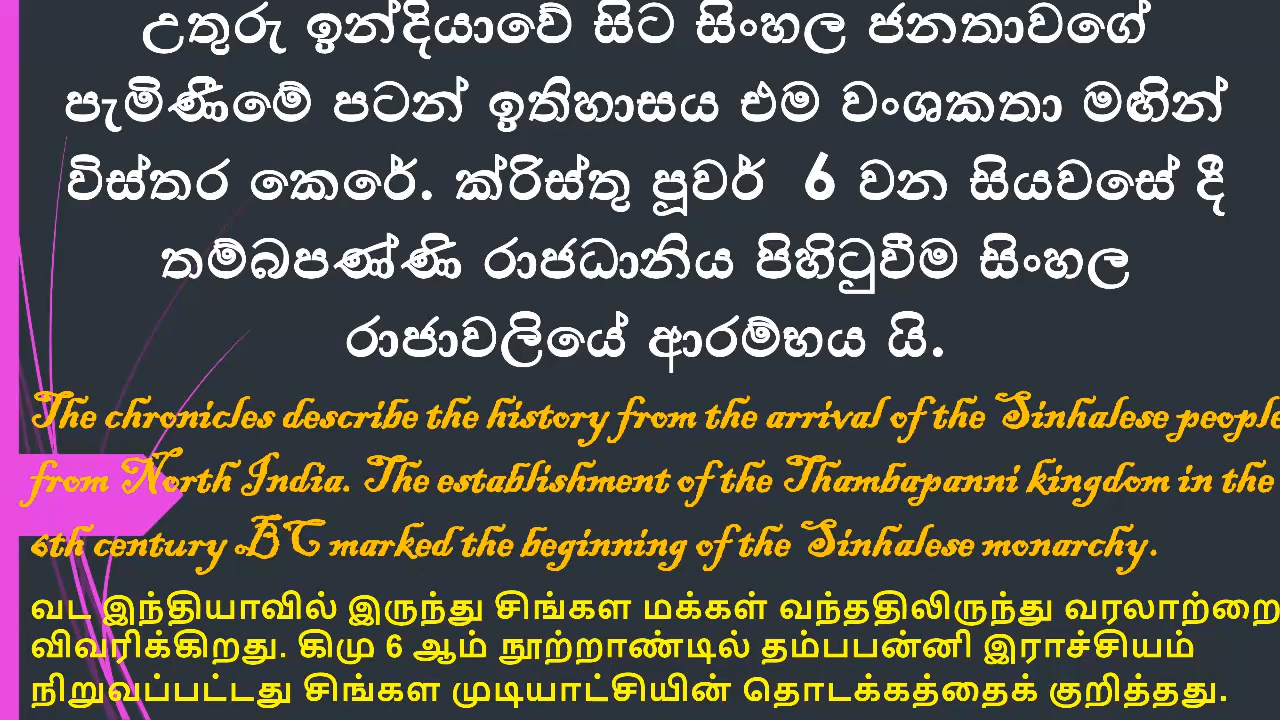 උතුරු ඉන්දියාවේ සිට සිංහල ජනතාවගේ
පැමිණීමේ පටන් ඉතිහාසය එම වංශකතා මඟින්
විස්තර කෙරේ. ක්රිස්තු පූවර් 6 වන සියවසේ දී
තම්බපණ්ණි රාජධානිය පිහිටුවීම සිංහල
රාජාවලියේ ආරම්භය යි.
The chronicles describe the history from the arrival of the Sinhalese people
from North India. The establishment of the Thambapanni kingdom in the
6th century BC marked the beginning of the Sinhalese monarchy.
வட இந்தியாவில் இருந்து சிங்கள மக்கள் வந்ததிலிருந்து வரலாற்றை
விவரிக்கிறது. கிமு 6 ஆம் நூற்றாண்டில் தம்பபன்னி இராச்சியம்
நிறுவப்பட்டது சிங்கள முடியாட்சியின் தொடக்கத்தைக் குறித்தது.